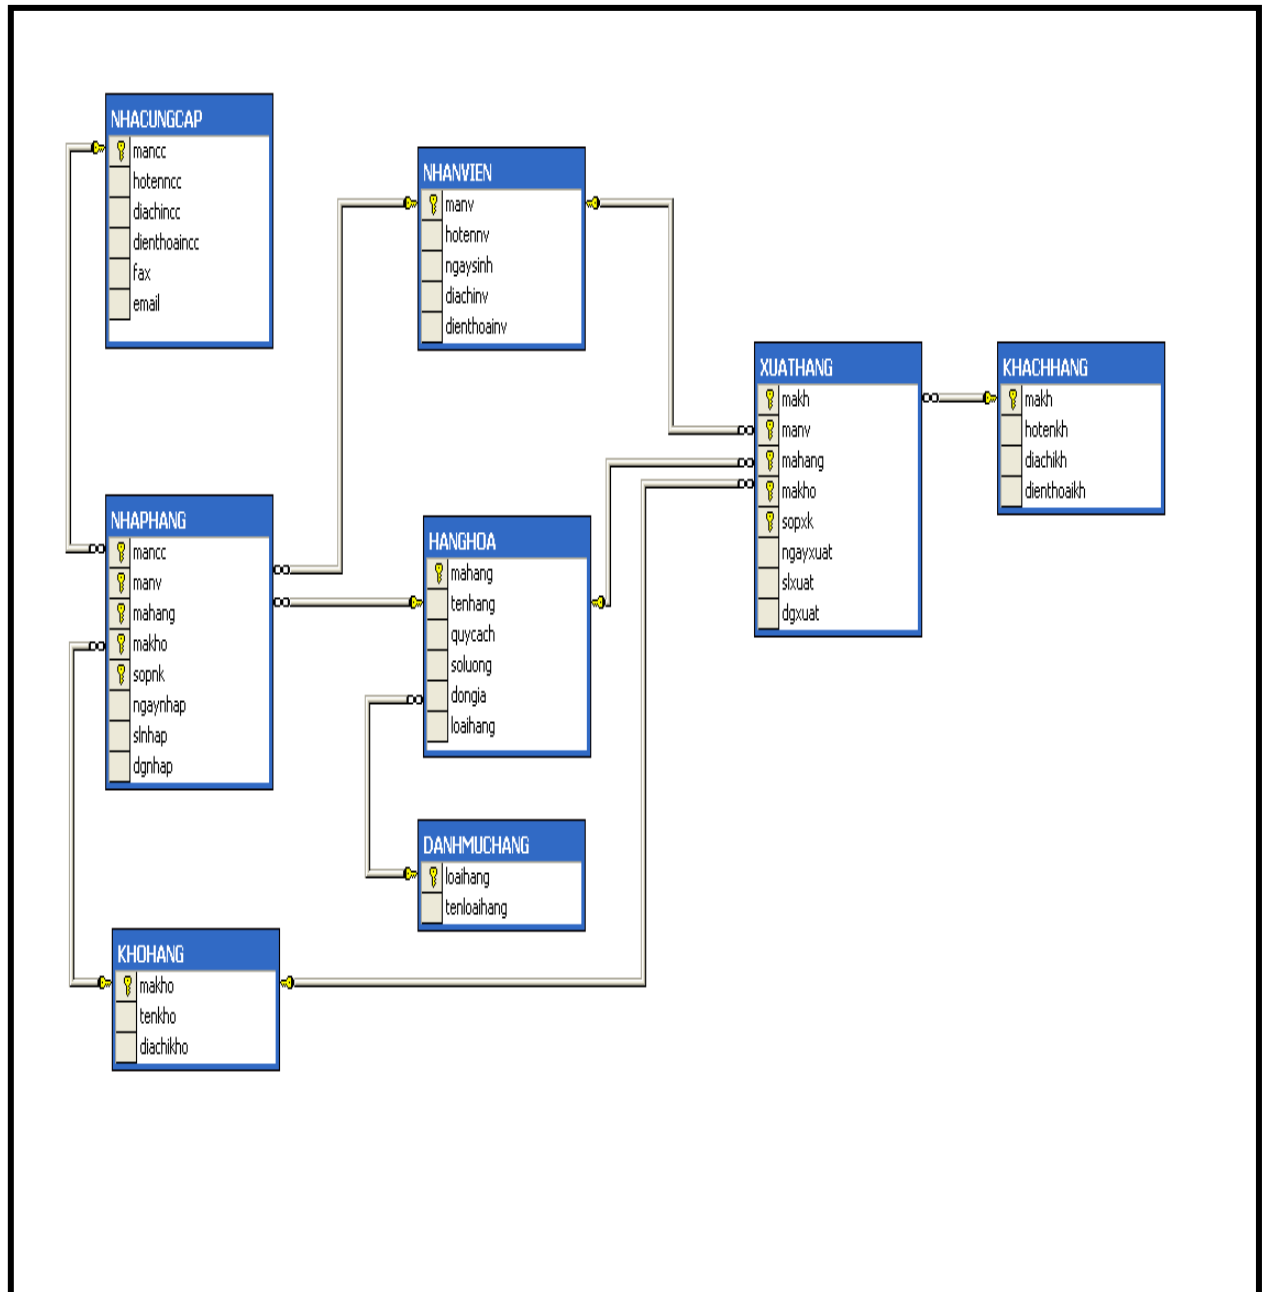 NHACUNGCAP
mancc
hotenncc
diachincc
dienthoaincc
fax
email
NHANVIEN
manv
hotennv
ngaysinh
diachinv
dienthoainv
XUATHANG
makh
manv
mahang
makho
sopxk
ngayxuat
slxuat
dgxuat
KHACHHANG
makh
hotenkh
diachikh
dienthoaikh
NHAPHANG
mancc
manv
mahang
makho
sopnk
ngaynhap
slnhap
dgnhap
HANGHOA
mahang
tenhang
quycach
soluong
dongia
loaihang
DANHMUCHANG
loaihang
tenloaihang
KHOHANG
makho
tenkho
diachikho